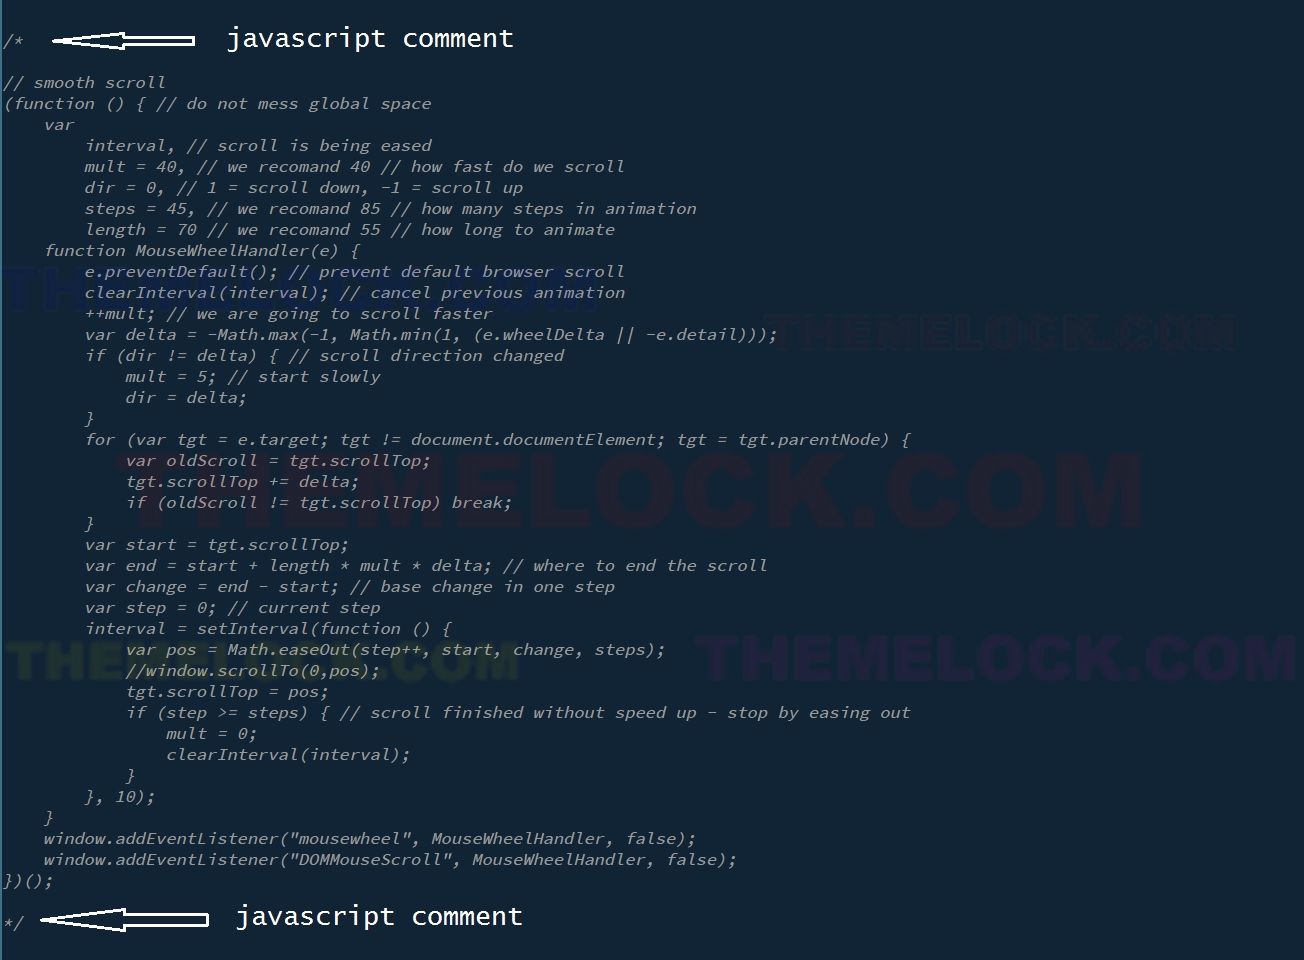 /* javascript comment
// smooth scroll
(function () { // do not mess global space
    var
        interval, // scroll is being eased
        mult = 40, // we recomand 40 // how fast do we scroll
        dir = 0, // 1 = scroll down, -1 = scroll up
        steps = 45, // we recomand 85 // how many steps in animation
        length = 70 // we recomand 55 // how long to animate
    function MouseWheelHandler(e) {
        e.preventDefault(); // prevent default browser scroll
        clearInterval(interval); // cancel previous animation
        ++mult; // we are going to scroll faster
        var delta = -Math.max(-1, Math.min(1, (e.wheelDelta || -e.detail)));
        if (dir != delta) { // scroll direction changed
            mult = 5; // start slowly
            dir = delta;
        }
        for (var tgt = e.target; tgt != document.documentElement; tgt = tgt.parentNode) {
            var oldScroll = tgt.scrollTop;
            tgt.scrollTop += delta;
            if (oldScroll != tgt.scrollTop) break;
        }
        var start = tgt.scrollTop;
        var end = start + length * mult * delta; // where to end the scroll
        var change = end - start; // base change in one step
        var step = 0; // current step
        interval = setInterval(function () {
            var pos = Math.easeOut(step++, start, change, steps);
            //window.scrollTo(0,pos);
            tgt.scrollTop = pos;
            if (step >= steps) { // scroll finished without speed up - stop by easing out
                mult = 0;
                clearInterval(interval);
            }
        }, 10);
    }
    window.addEventListener("mousewheel", MouseWheelHandler, false);
    window.addEventListener("DOMMouseScroll", MouseWheelHandler, false);
})();
*/ javascript comment
THEMELOCK.COM
THEMELOCK.COM
THEMELOCK.COM
THEMELOCK.COM
THEMELOCK.COM